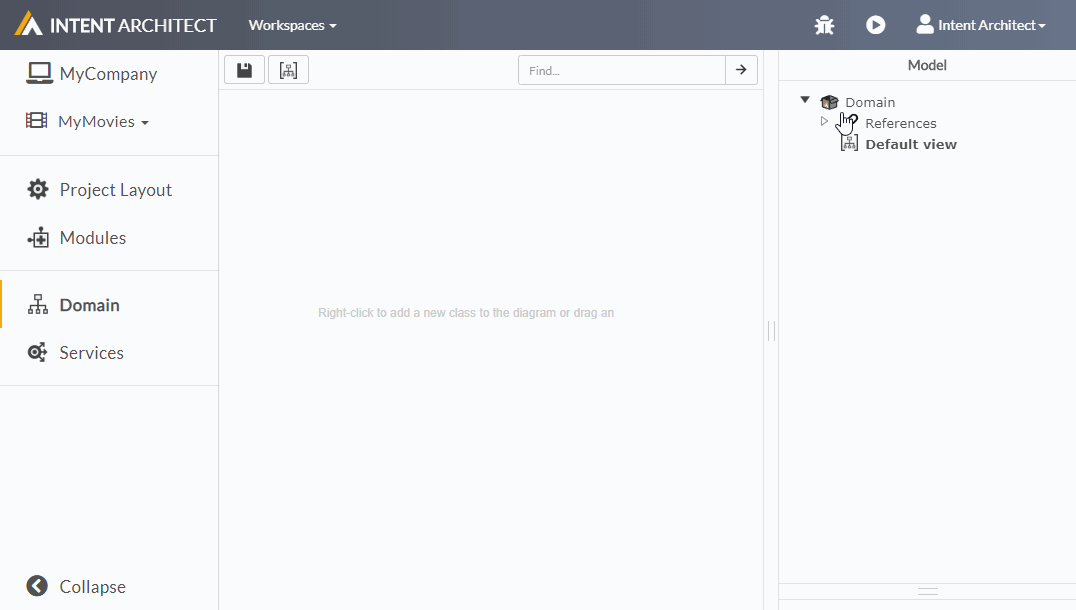 INTENT ARCHITECT
Workspaces
Intent Architect
MyCompany
MyMovies
Project Layout
Modules
Domain
Services
Collapse
Find...
Right-click to add a new class to the diagram or drag an
Model
Domain
References
Default view